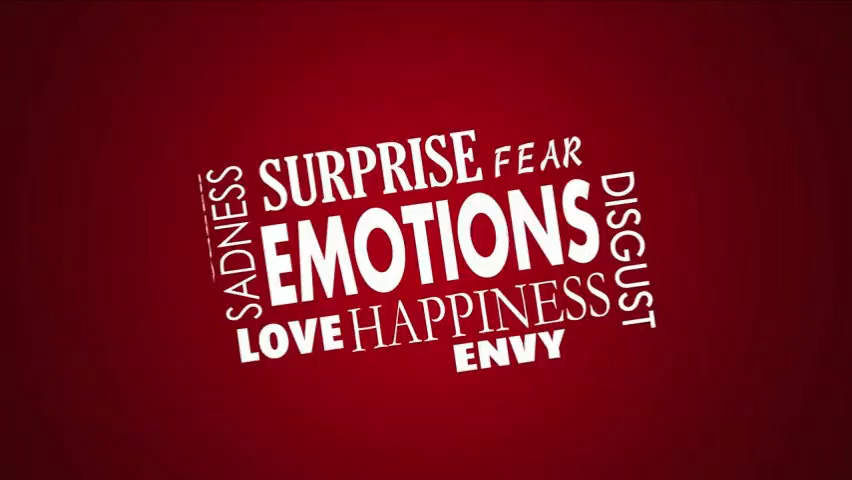 SURPRISE FEAR
SADNESS
EMOTIONS
DISGUST
LOVE HAPPINESS
ENVY